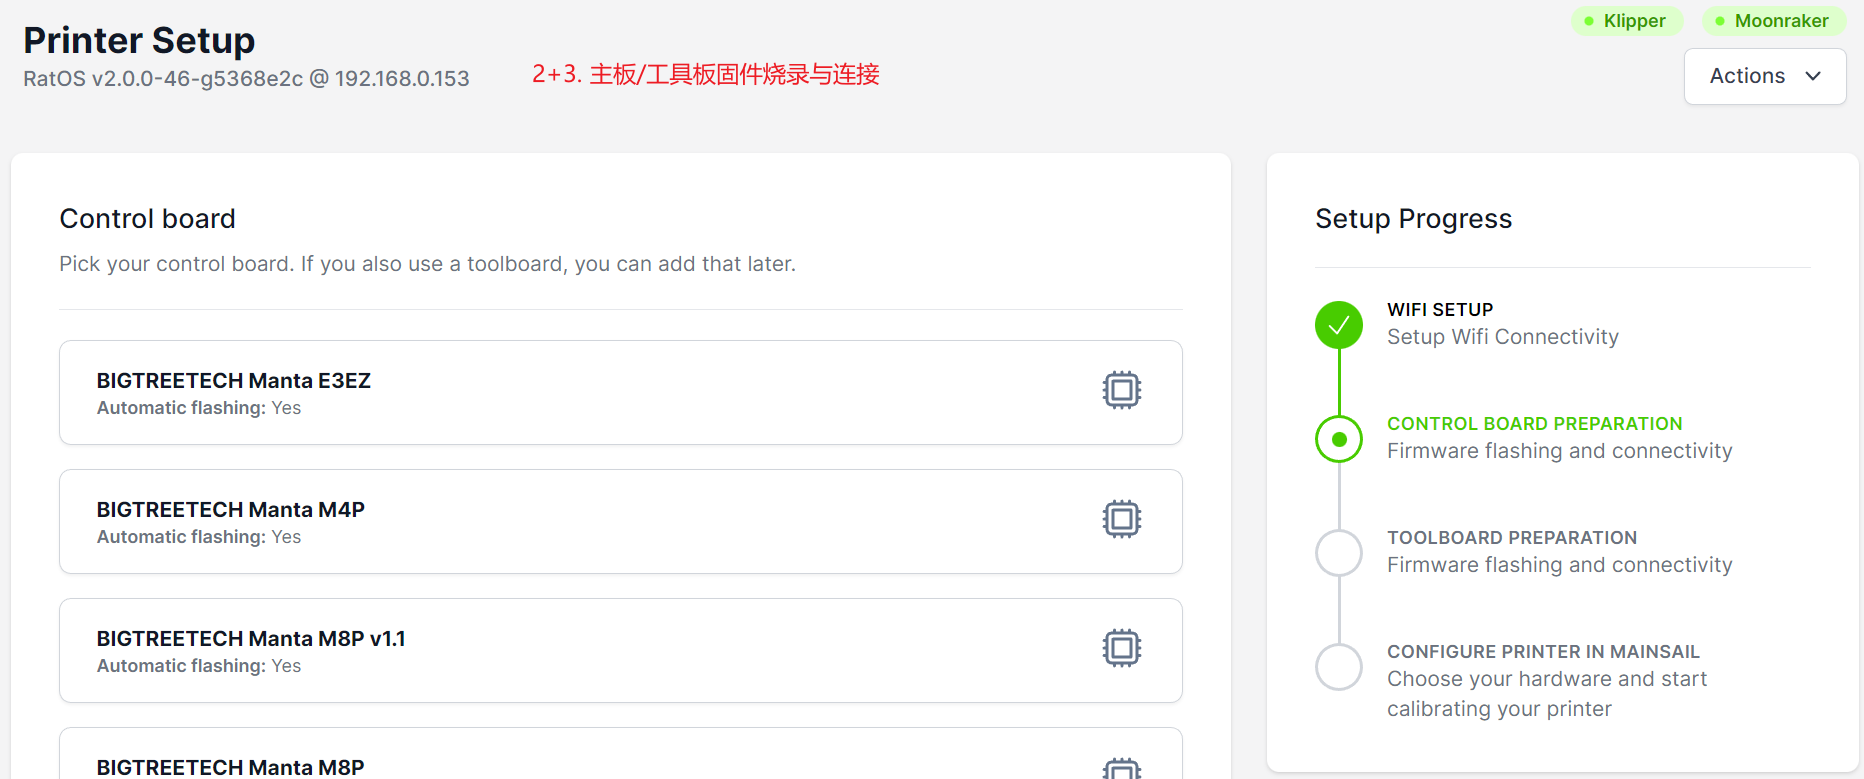 Printer Setup
RatOS v2.0.0-46-g5368e2c @ 192.168.0.153
2+3. 主板/工具板固件烧录与连接
Klipper
Moonraker
Actions
Control board
Pick your control board. If you also use a toolboard, you can add that later.
BIGTREETECH Manta E3EZ
Automatic flashing: Yes
BIGTREETECH Manta M4P
Automatic flashing: Yes
BIGTREETECH Manta M8P v1.1
Automatic flashing: Yes
BIGTREETECH Manta M8P
Setup Progress
WIFI SETUP
Setup Wifi Connectivity
CONTROL BOARD PREPARATION
Firmware flashing and connectivity
TOOLBOARD PREPARATION
Firmware flashing and connectivity
CONFIGURE PRINTER IN MAINSAIL
Choose your hardware and start
calibrating your printer